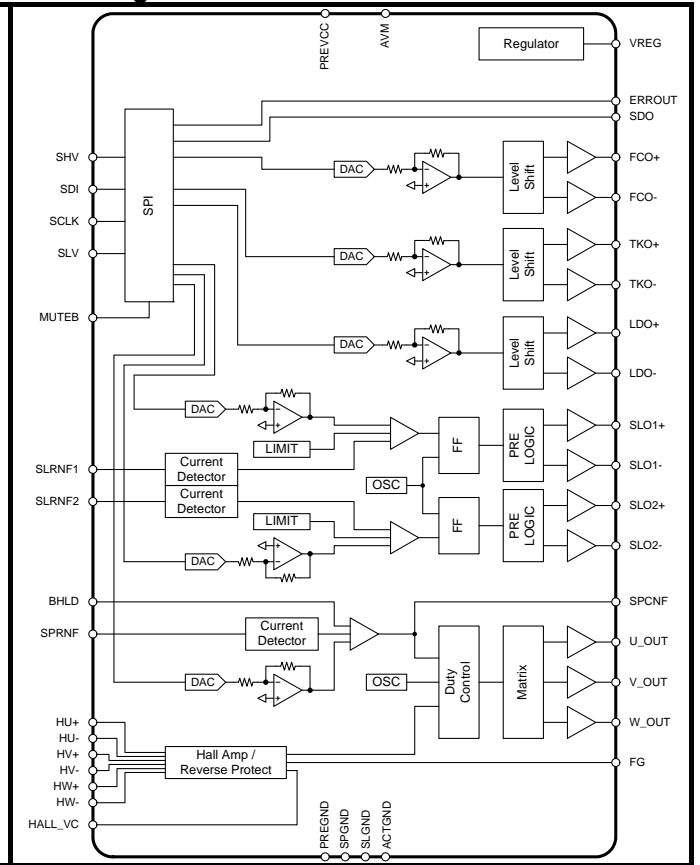 PREVCC
AVM
Regulator
VREG
ERROUT
SDO
SHV
SDI
SCLK
SLV
MUTEB
SPI
DAC
Level
Shift
FCO+
FCO-
DAC
Level
Shift
TKO+
TKO-
DAC
Level
Shift
LDO+
LDO-
DAC
LIMIT
FF
PRE
LOGIC
SLO1+
SLO1-
SLRNF1
Current
Detector
SLRNF2
Current
Detector
OSC
LIMIT
FF
PRE
LOGIC
SLO2+
SLO2-
DAC
BHLD
SPCNF
SPRNF
Current
Detector
DAC
OSC
Duty
Control
Matrix
U_OUT
V_OUT
W_OUT
HU+
HU-
HV+
HV-
HW+
HW-
Hall Amp /
Reverse Protect
FG
HALL_VC
PREGND
SPGND
SLGND
ACTGND